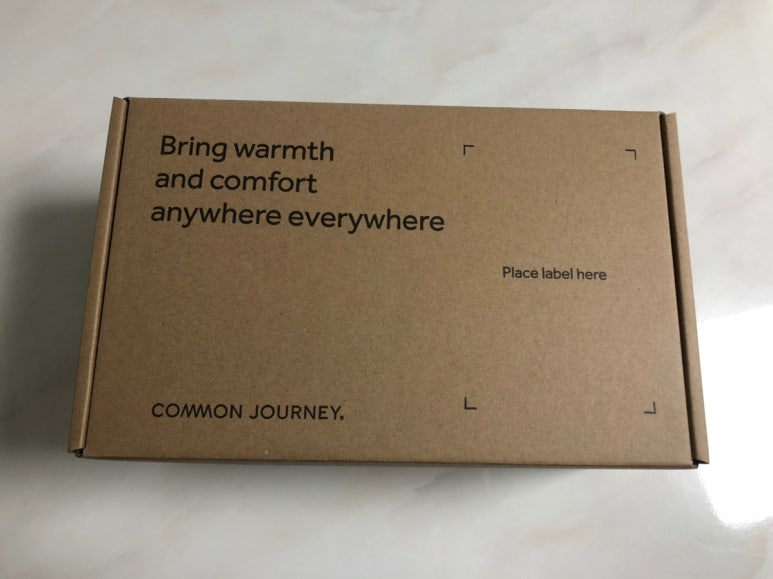 Bring warmth
and comfort
anywhere everywhere
Place label here
COMMON JOURNEY.